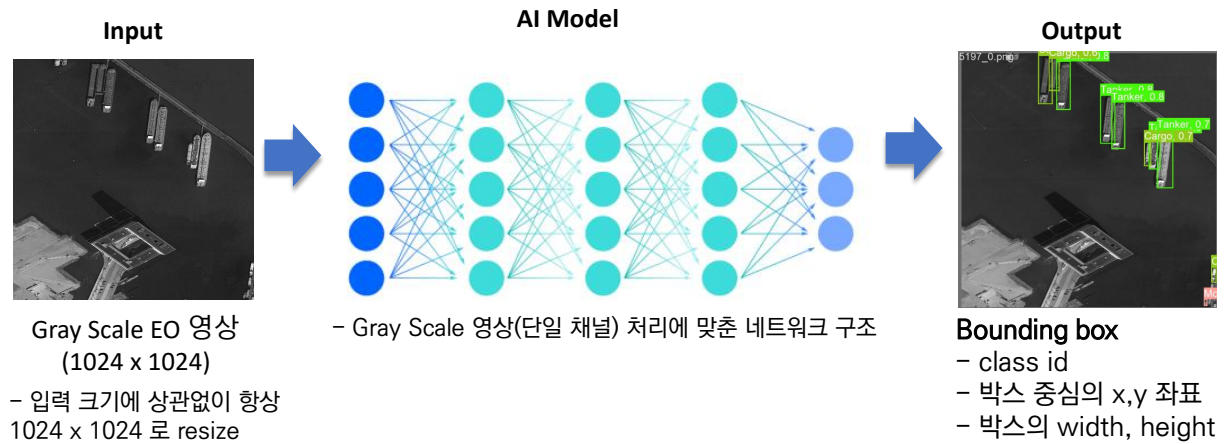 Input
AI Model
Output
5197_0.png
Cargo, 0.6
Tanker, 0.8
Tanker, 0.8
Tanker, 0.7
Cargo, 0.7
Gray Scale EO 영상
(1024 x 1024)
- 입력 크기에 상관없이 항상
1024 x 1024 로 resize
- Gray Scale 영상(단일 채널) 처리에 맞춘 네트워크 구조
Bounding box
- class id
- 박스 중심의 x,y 좌표
- 박스의 width, height